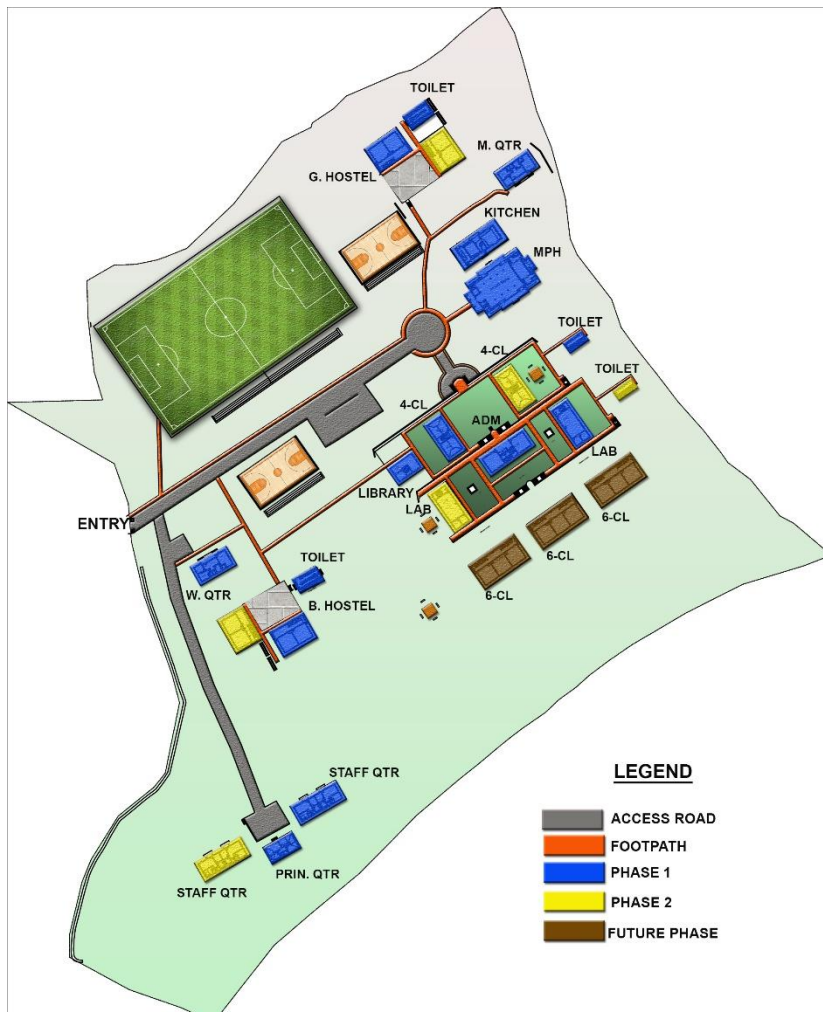 TOILET
M. QTR
G. HOSTEL
KITCHEN
MPH
TOILET
4-CL
TOILET
4-CL
ADM
LAB
LIBRARY
LAB
ENTRY
6-CL
6-CL
TOILET
W. QTR
6-CL
B. HOSTEL
STAFF QTR
PRIN. QTR
STAFF QTR
LEGEND
ACCESS ROAD
FOOTPATH
PHASE 1
PHASE 2
FUTURE PHASE